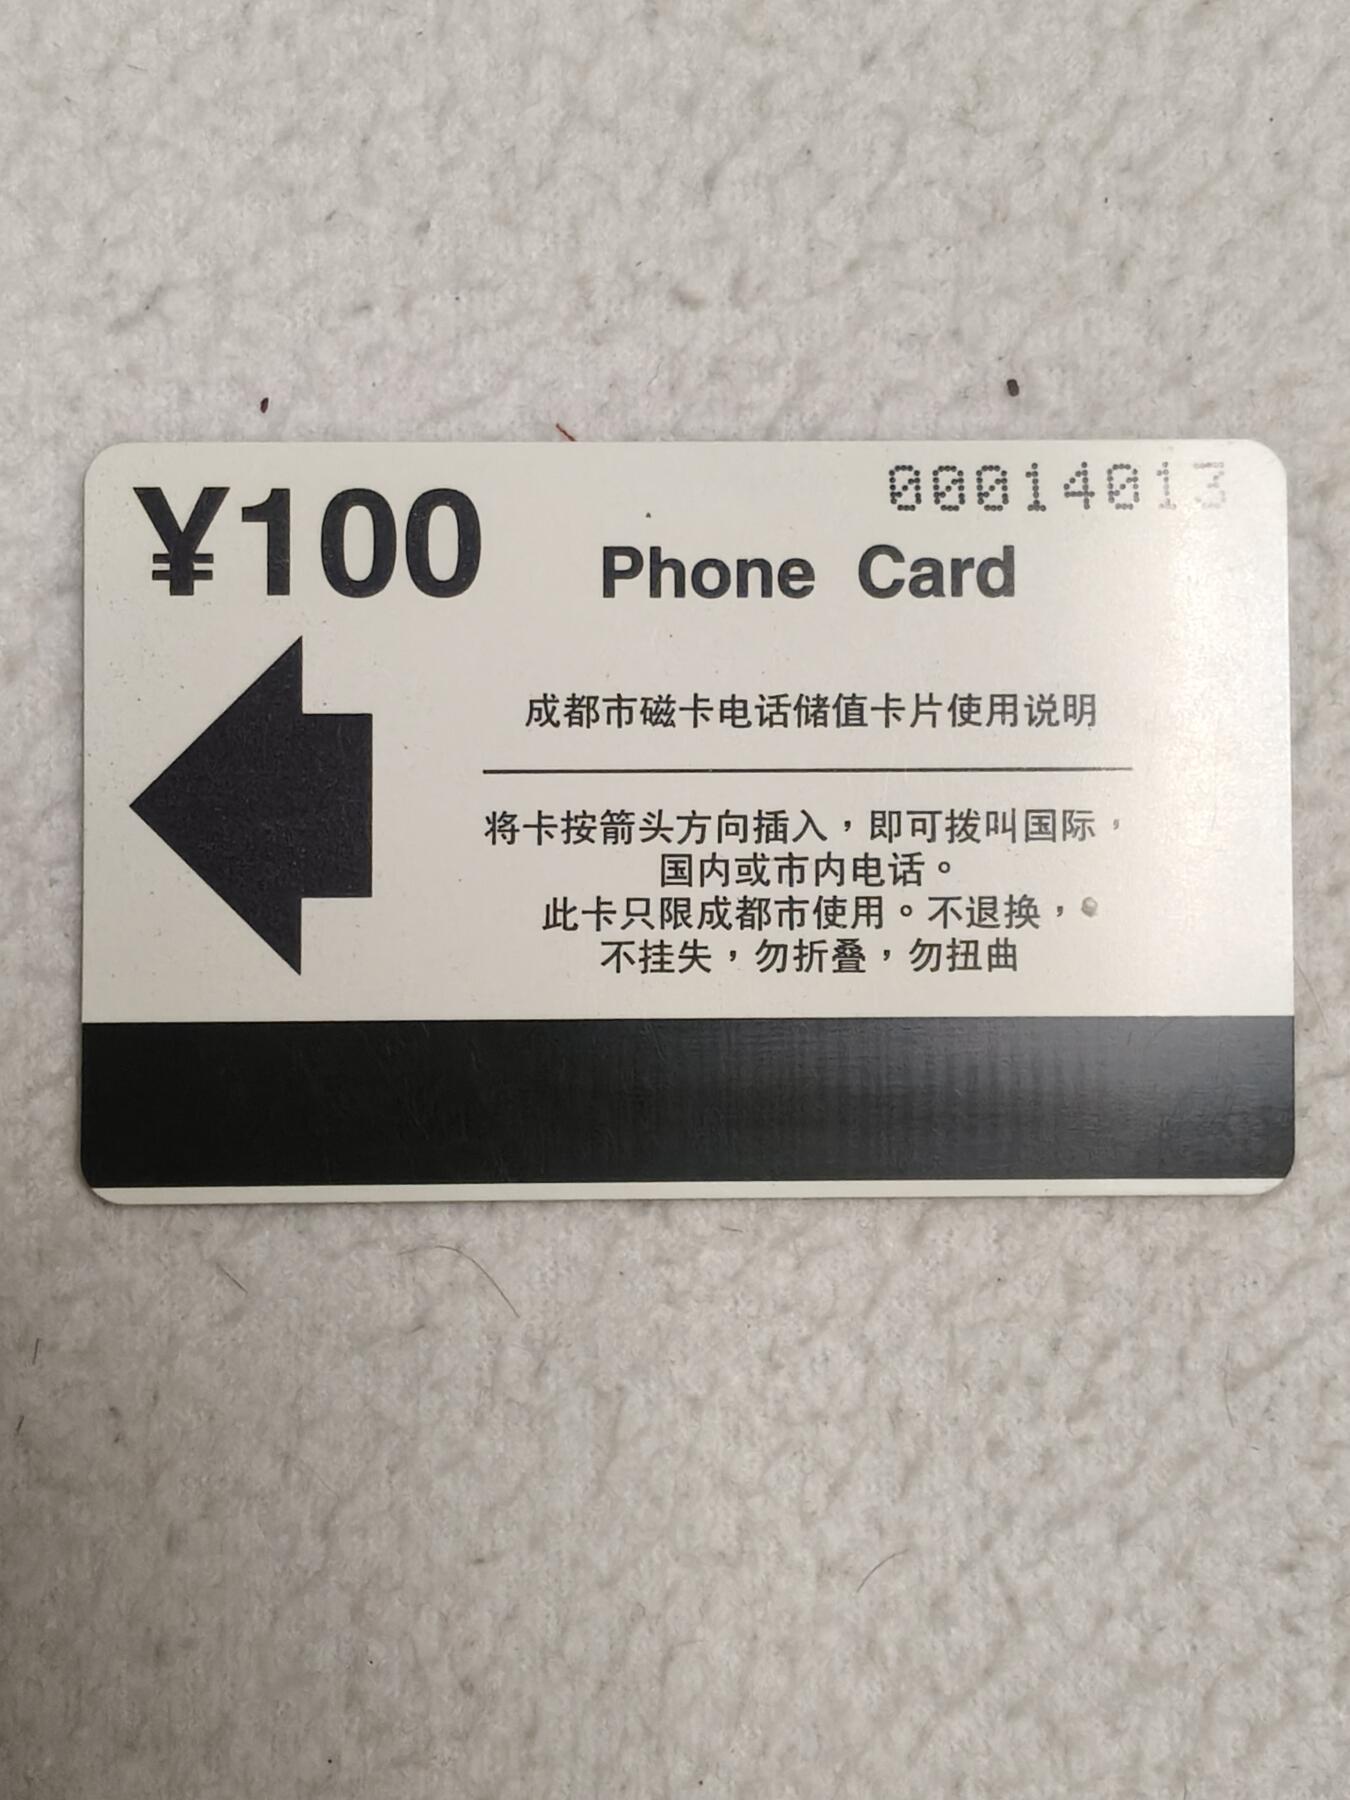 ¥100
00014013
Phone Card
成都市磁卡电话储值卡片使用说明
将卡按箭头方向插入，即可拨叫国际，
国内或市内电话。
此卡只限成都市使用。不退换，
不挂失，勿折叠，勿扭曲